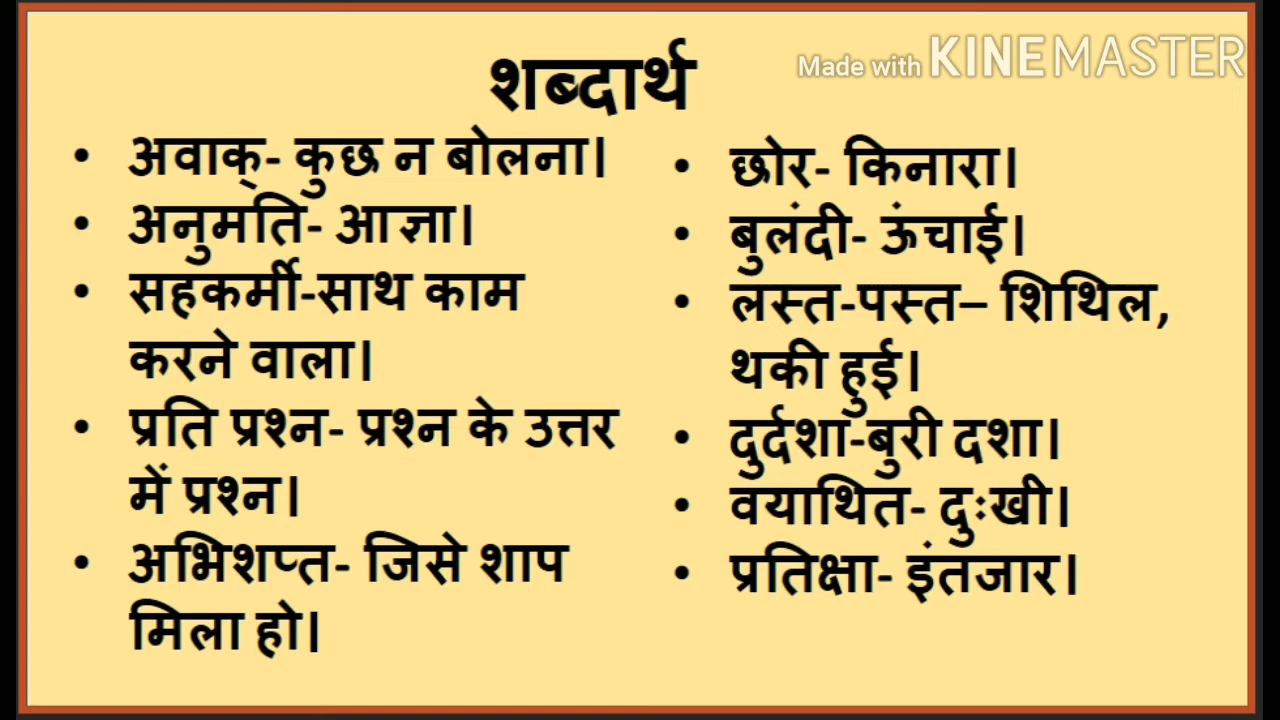 शब्दार्थ
Made with KINEMASTER
• अवाक्- कुछ न बोलना।
• अनुमति- आज्ञा।
• सहकर्मी-साथ काम
करने वाला।
• प्रति प्रश्न- प्रश्न के उत्तर
में प्रश्न।
• अभिशप्त- जिसे शाप
मिला हो।
• छोर- किनारा।
• बुलंदी- ऊंचाई।
• लस्त-पस्त– शिथिल,
थकी हुई।
• दुर्दशा-बुरी दशा।
• वयाथित- दुःखी।
• प्रतिक्षा- इंतजार।